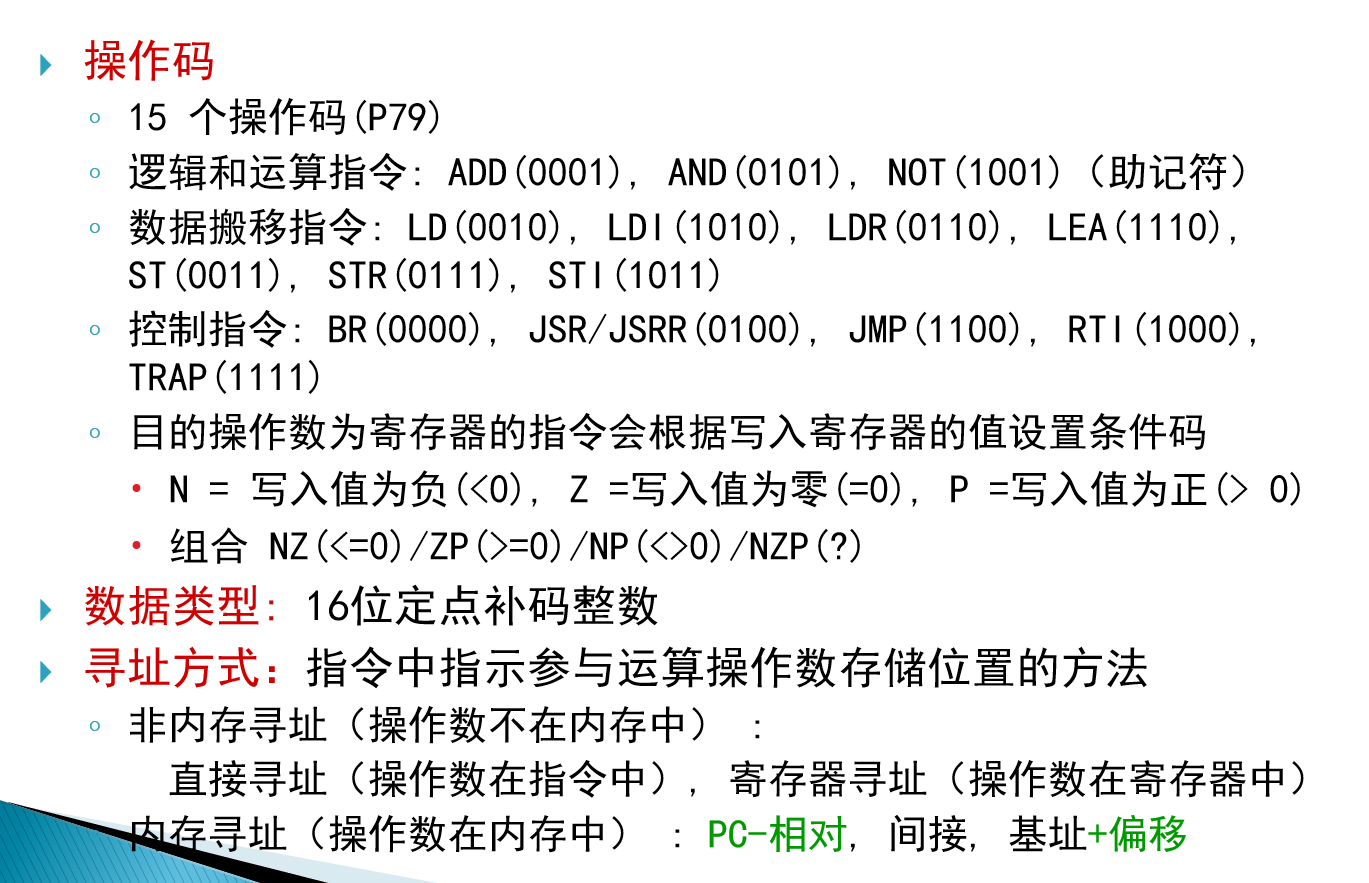 操作码
15 个操作码(P79)
逻辑和运算指令: ADD(0001), AND(0101), NOT(1001)（助记符）
数据搬移指令: LD(0010), LDI(1010), LDR(0110), LEA(1110),
ST(0011), STR(0111), STI(1011)
控制指令: BR(0000), JSR/JSRR(0100), JMP(1100), RTI(1000),
TRAP(1111)
目的操作数为寄存器的指令会根据写入寄存器的值设置条件码
N = 写入值为负(<0), Z =写入值为零(=0), P =写入值为正(> 0)
组合 NZ(<=0)/ZP(>=0)/NP(<>0)/NZP(?)
数据类型: 16位定点补码整数
寻址方式：指令中指示参与运算操作数存储位置的方法
非内存寻址（操作数不在内存中） :
直接寻址（操作数在指令中）, 寄存器寻址（操作数在寄存器中）
内存寻址（操作数在内存中） : PC-相对, 间接, 基址+偏移